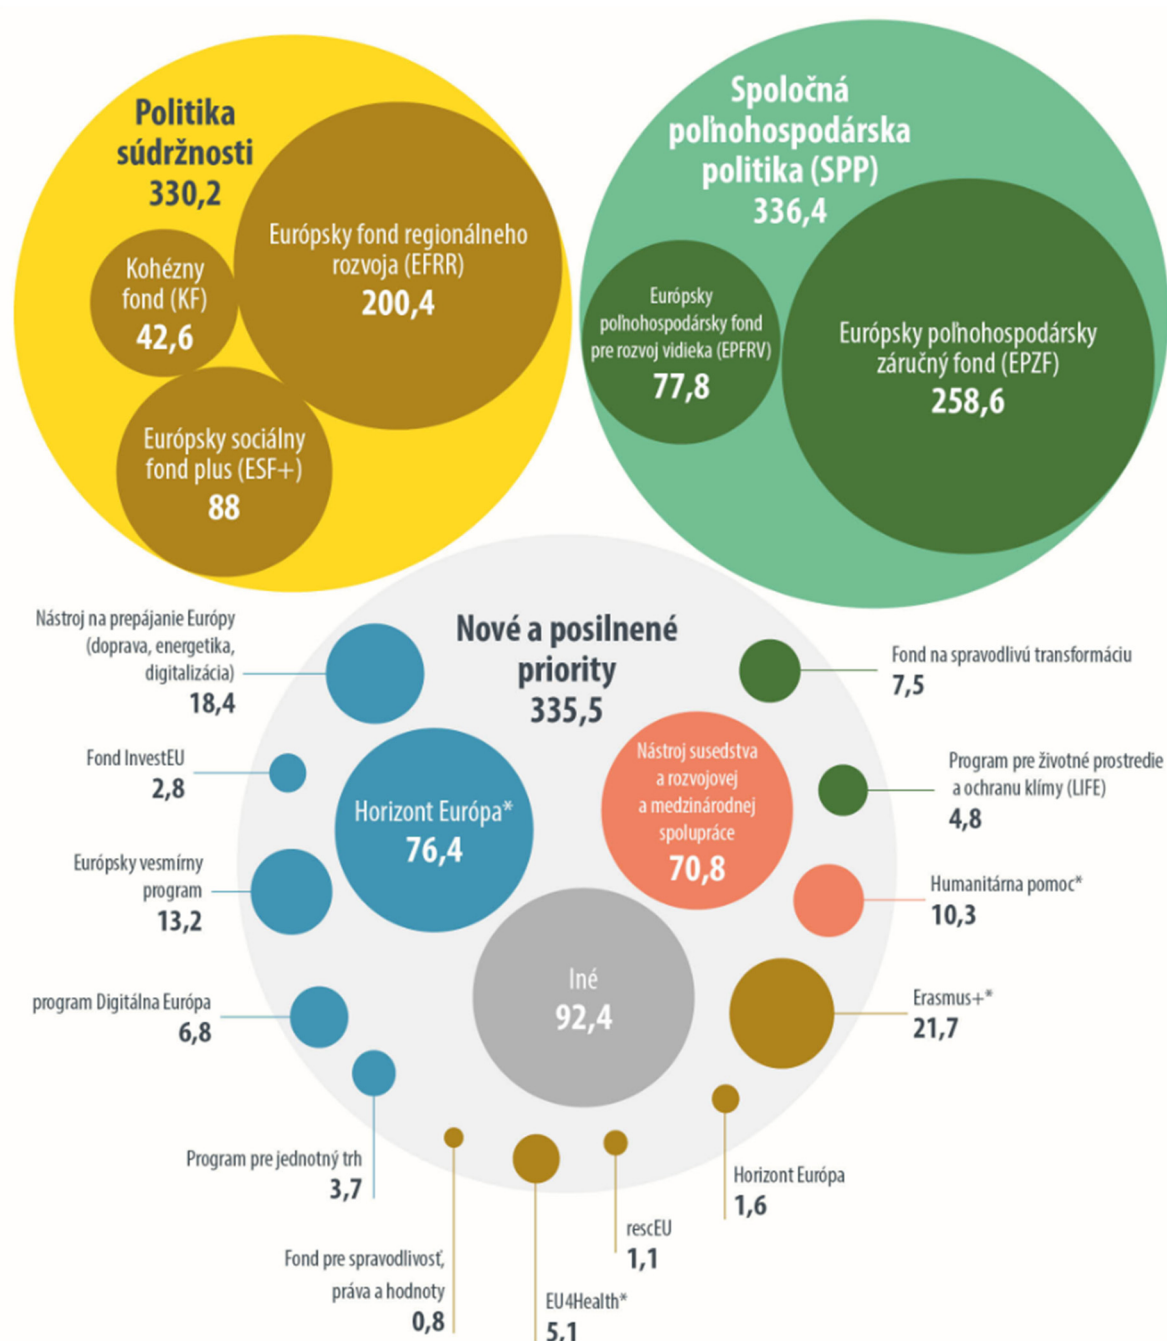 Politika
súdržnosti
330,2
Európsky fond regionálneho
rozvoja (EFRR)
200,4
Kohézny
fond (KF)
42,6
Európsky sociálny
fond plus (ESF+)
88
Spoločná
poľnohospodárska
politika (SPP)
336,4
Európsky
poľnohospodársky fond
pre rozvoj vidieka (EPFRV)
77,8
Európsky poľnohospodársky
záručný fond (EPZF)
258,6
Nové a posilnené
priority
335,5
Nástroj na prepájanie Európy
(doprava, energetika,
digitalizácia)
18,4
Fond InvestEU
2,8
Horizont Európa*
76,4
Európsky vesmírny
program
13,2
program Digitálna Európa
6,8
Program pre jednotný trh
3,7
Fond pre spravodlivosť,
práva a hodnoty
0,8
EU4Health*
5,1
rescEU
1,1
Horizont Európa
1,6
Erasmus+*
21,7
Humanitárna pomoc*
10,3
Program pre životné prostredie
a ochranu klímy (LIFE)
4,8
Fond na spravodlivú transformáciu
7,5
Nástroj susedstva
a rozvojovej
a medzinárodnej
spolupráce
70,8
Iné
92,4